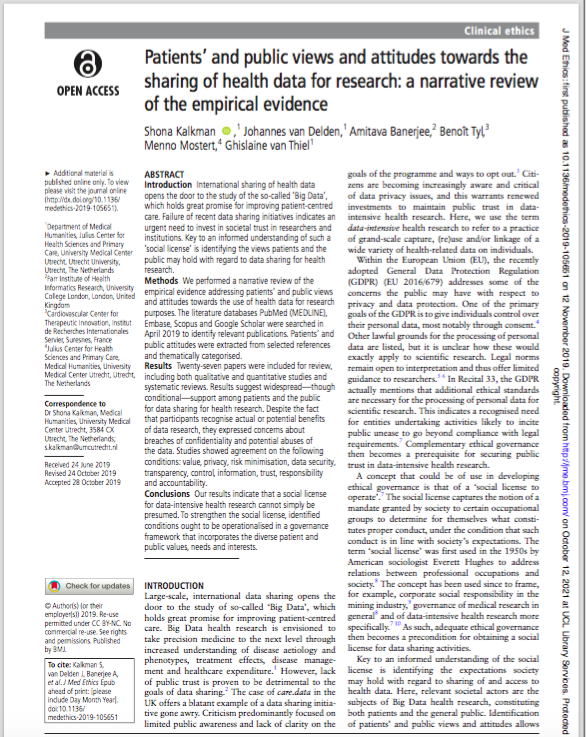 Clinical ethics
OPEN ACCESS
Patients' and public views and attitudes towards the
sharing of health data for research: a narrative review
of the empirical evidence
Shona Kalkman ,1 Johannes van Delden,1 Amitava Banerjee,2 Benoît Tyl,3
Menno Mostert,4 Ghislaine van Thiel1
► Additional material is
published online only. To view
please visit the journal online
(http://dx.doi.org/10.1136/
medethics-2019-105651).
1Department of Medical
Humanities, Julius Center for
Health Sciences and Primary
Care, University Medical Center
Utrecht, Utrecht University,
Utrecht, The Netherlands
2Farr Institute of Health
Informatics Research, University
College London, London, United
Kingdom
3Cardiovascular Center for
Therapeutic Innovation, Institut
de Recherches Internationales
Servier, Suresnes, France
4Julius Center for Health
Sciences and Primary Care,
Medical Humanities, University
Medical Center Utrecht, Utrecht,
The Netherlands
Correspondence to
Dr Shona Kalkman, Medical
Humanities, University Medical
Center Utrecht, 3584 CX
Utrecht, The Netherlands;
s.kalkman@umcutrecht.nl
Received 24 June 2019
Revised 24 October 2019
Accepted 28 October 2019
Check for updates
© Author(s) (or their
employer(s)) 2019. Re-use
permitted under CC BY-NC. No
commercial re-use. See rights
and permissions. Published
by BMJ.
To cite: Kalkman S,
van Delden J, Banerjee A,
et al. J Med Ethics Epub
ahead of print: [please
include Day Month Year].
doi:10.1136/
medethics-2019-105651
ABSTRACT
Introduction International sharing of health data
opens the door to the study of the so-called 'Big Data',
which holds great promise for improving patient-centred
care. Failure of recent data sharing initiatives indicates an
urgent need to invest in societal trust in researchers and
institutions. Key to an informed understanding of such a
'social license' is identifying the views patients and the
public may hold with regard to data sharing for health
research.
Methods We performed a narrative review of the
empirical evidence addressing patients' and public views
and attitudes towards the use of health data for research
purposes. The literature databases PubMed (MEDLINE),
Embase, Scopus and Google Scholar were searched in
April 2019 to identify relevant publications. Patients' and
public attitudes were extracted from selected references
and thematically categorised.
Results Twenty-seven papers were included for review,
including both qualitative and quantitative studies and
systematic reviews. Results suggest widespread—though
conditional—support among patients and the public
for data sharing for health research. Despite the fact
that participants recognise actual or potential benefits
of data research, they expressed concerns about
breaches of confidentiality and potential abuses of
the data. Studies showed agreement on the following
conditions: value, privacy, risk minimisation, data security,
transparency, control, information, trust, responsibility
and accountability.
Conclusions Our results indicate that a social license
for data-intensive health research cannot simply be
presumed. To strengthen the social license, identified
conditions ought to be operationalised in a governance
framework that incorporates the diverse patient and
public values, needs and interests.
INTRODUCTION
Large-scale, international data sharing opens the
door to the study of so-called 'Big Data', which
holds great promise for improving patient-centred
care. Big Data health research is envisioned to
take precision medicine to the next level through
increased understanding of disease aetiology and
phenotypes, treatment effects, disease manage-
ment and healthcare expenditure.1 However, lack
of public trust is proven to be detrimental to the
goals of data sharing.2 The case of care.data in the
UK offers a blatant example of a data sharing initia-
tive gone awry. Criticism predominantly focused on
limited public awareness and lack of clarity on the
goals of the programme and ways to opt out.3 Citi-
zens are becoming increasingly aware and critical
of data privacy issues, and this warrants renewed
investments to maintain public trust in data-
intensive health research. Here, we use the term
data-intensive health research to refer to a practice
of grand-scale capture, (re)use and/or linkage of a
wide variety of health-related data on individuals.
Within the European Union (EU), the recently
adopted General Data Protection Regulation
(GDPR) (EU 2016/679) addresses some of the
concerns the public may have with respect to
privacy and data protection. One of the primary
goals of the GDPR is to give individuals control over
their personal data, most notably through consent.4
Other lawful grounds for the processing of personal
data are listed, but it is unclear how these would
exactly apply to scientific research. Legal norms
remain open to interpretation and thus offer limited
guidance to researchers.5 6 In Recital 33, the GDPR
actually mentions that additional ethical standards
are necessary for the processing of personal data for
scientific research. This indicates a recognised need
for entities undertaking activities likely to incite
public unease to go beyond compliance with legal
requirements.7 Complementary ethical governance
then becomes a prerequisite for securing public
trust in data-intensive health research.
A concept that could be of use in developing
ethical governance is that of a 'social license to
operate'.7 The social license captures the notion of a
mandate granted by society to certain occupational
groups to determine for themselves what consti-
tutes proper conduct, under the condition that such
conduct is in line with society's expectations. The
term 'social license' was first used in the 1950s by
American sociologist Everett Hughes to address
relations between professional occupations and
society.8 The concept has been used since to frame,
for example, corporate social responsibility in the
mining industry,9 governance of medical research in
general6 and of data-intensive health research more
specifically.7 10 As such, adequate ethical governance
then becomes a precondition for obtaining a social
license for data sharing activities.
Key to an informed understanding of the social
license is identifying the expectations society
may hold with regard to sharing of and access to
health data. Here, relevant societal actors are the
subjects of Big Data health research, constituting
both patients and the general public. Identification
of patients' and public views and attitudes allows
J Med Ethics: first published as 10.1136/medethics-2019-105651 on 12 November 2019. Downloaded from http://jme.bmj.com/ on October 12, 2021 at UCL Library Services. Protected
copyright.